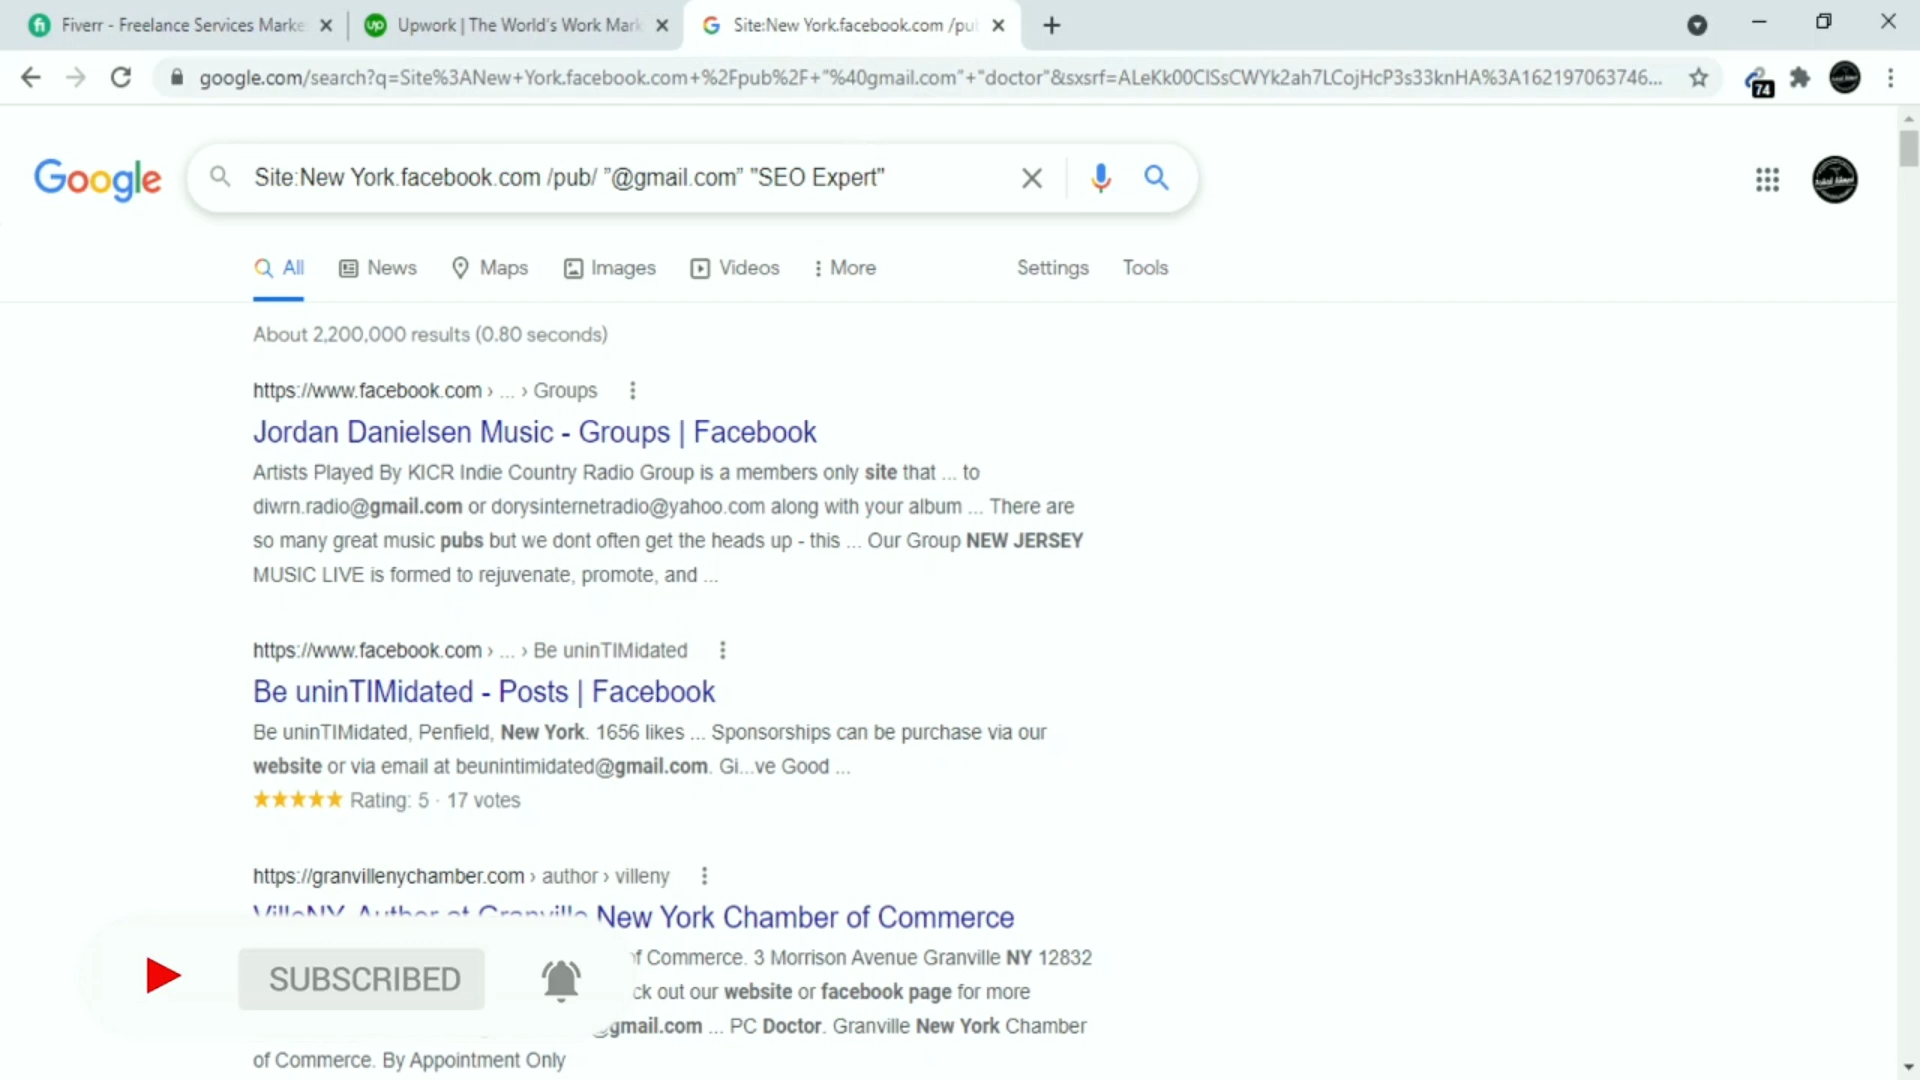 Fiverr - Freelance Services Marke
Upwork | The World's Work Mark
Site:New York.facebook.com /pu
google.com/search?q=Site%3ANew+York.facebook.com+%2Fpub%2F+"%40gmail.com"+"doctor"&sxsrf=ALeKk00CISsCWYk2ah7LCojHcP3s33knHA%3A162197063746...
74
Google
Site:New York.facebook.com /pub/ ”@gmail.com” "SEO Expert"
All
News
Maps
Images
Videos
More
Settings
Tools
About 2,200,000 results (0.80 seconds)
https://www.facebook.com › ... › Groups
Jordan Danielsen Music - Groups | Facebook
Artists Played By KICR Indie Country Radio Group is a members only site that ... to
diwrn.radio@gmail.com or dorysinternetradio@yahoo.com along with your album ... There are
so many great music pubs but we dont often get the heads up - this ... Our Group NEW JERSEY
MUSIC LIVE is formed to rejuvenate, promote, and ...
https://www.facebook.com › ... › Be uninTIMidated
Be uninTIMidated - Posts | Facebook
Be uninTIMidated, Penfield, New York. 1656 likes ... Sponsorships can be purchase via our
website or via email at beunintimidated@gmail.com. Gi...ve Good ...
Rating: 5 · 17 votes
https://granvillenychamber.com › author › villeny
VilleNY, Author at Granville New York Chamber of Commerce
of Commerce. 3 Morrison Avenue Granville NY 12832
ck out our website or facebook page for more
@gmail.com ... PC Doctor. Granville New York Chamber
of Commerce. By Appointment Only
SUBSCRIBED